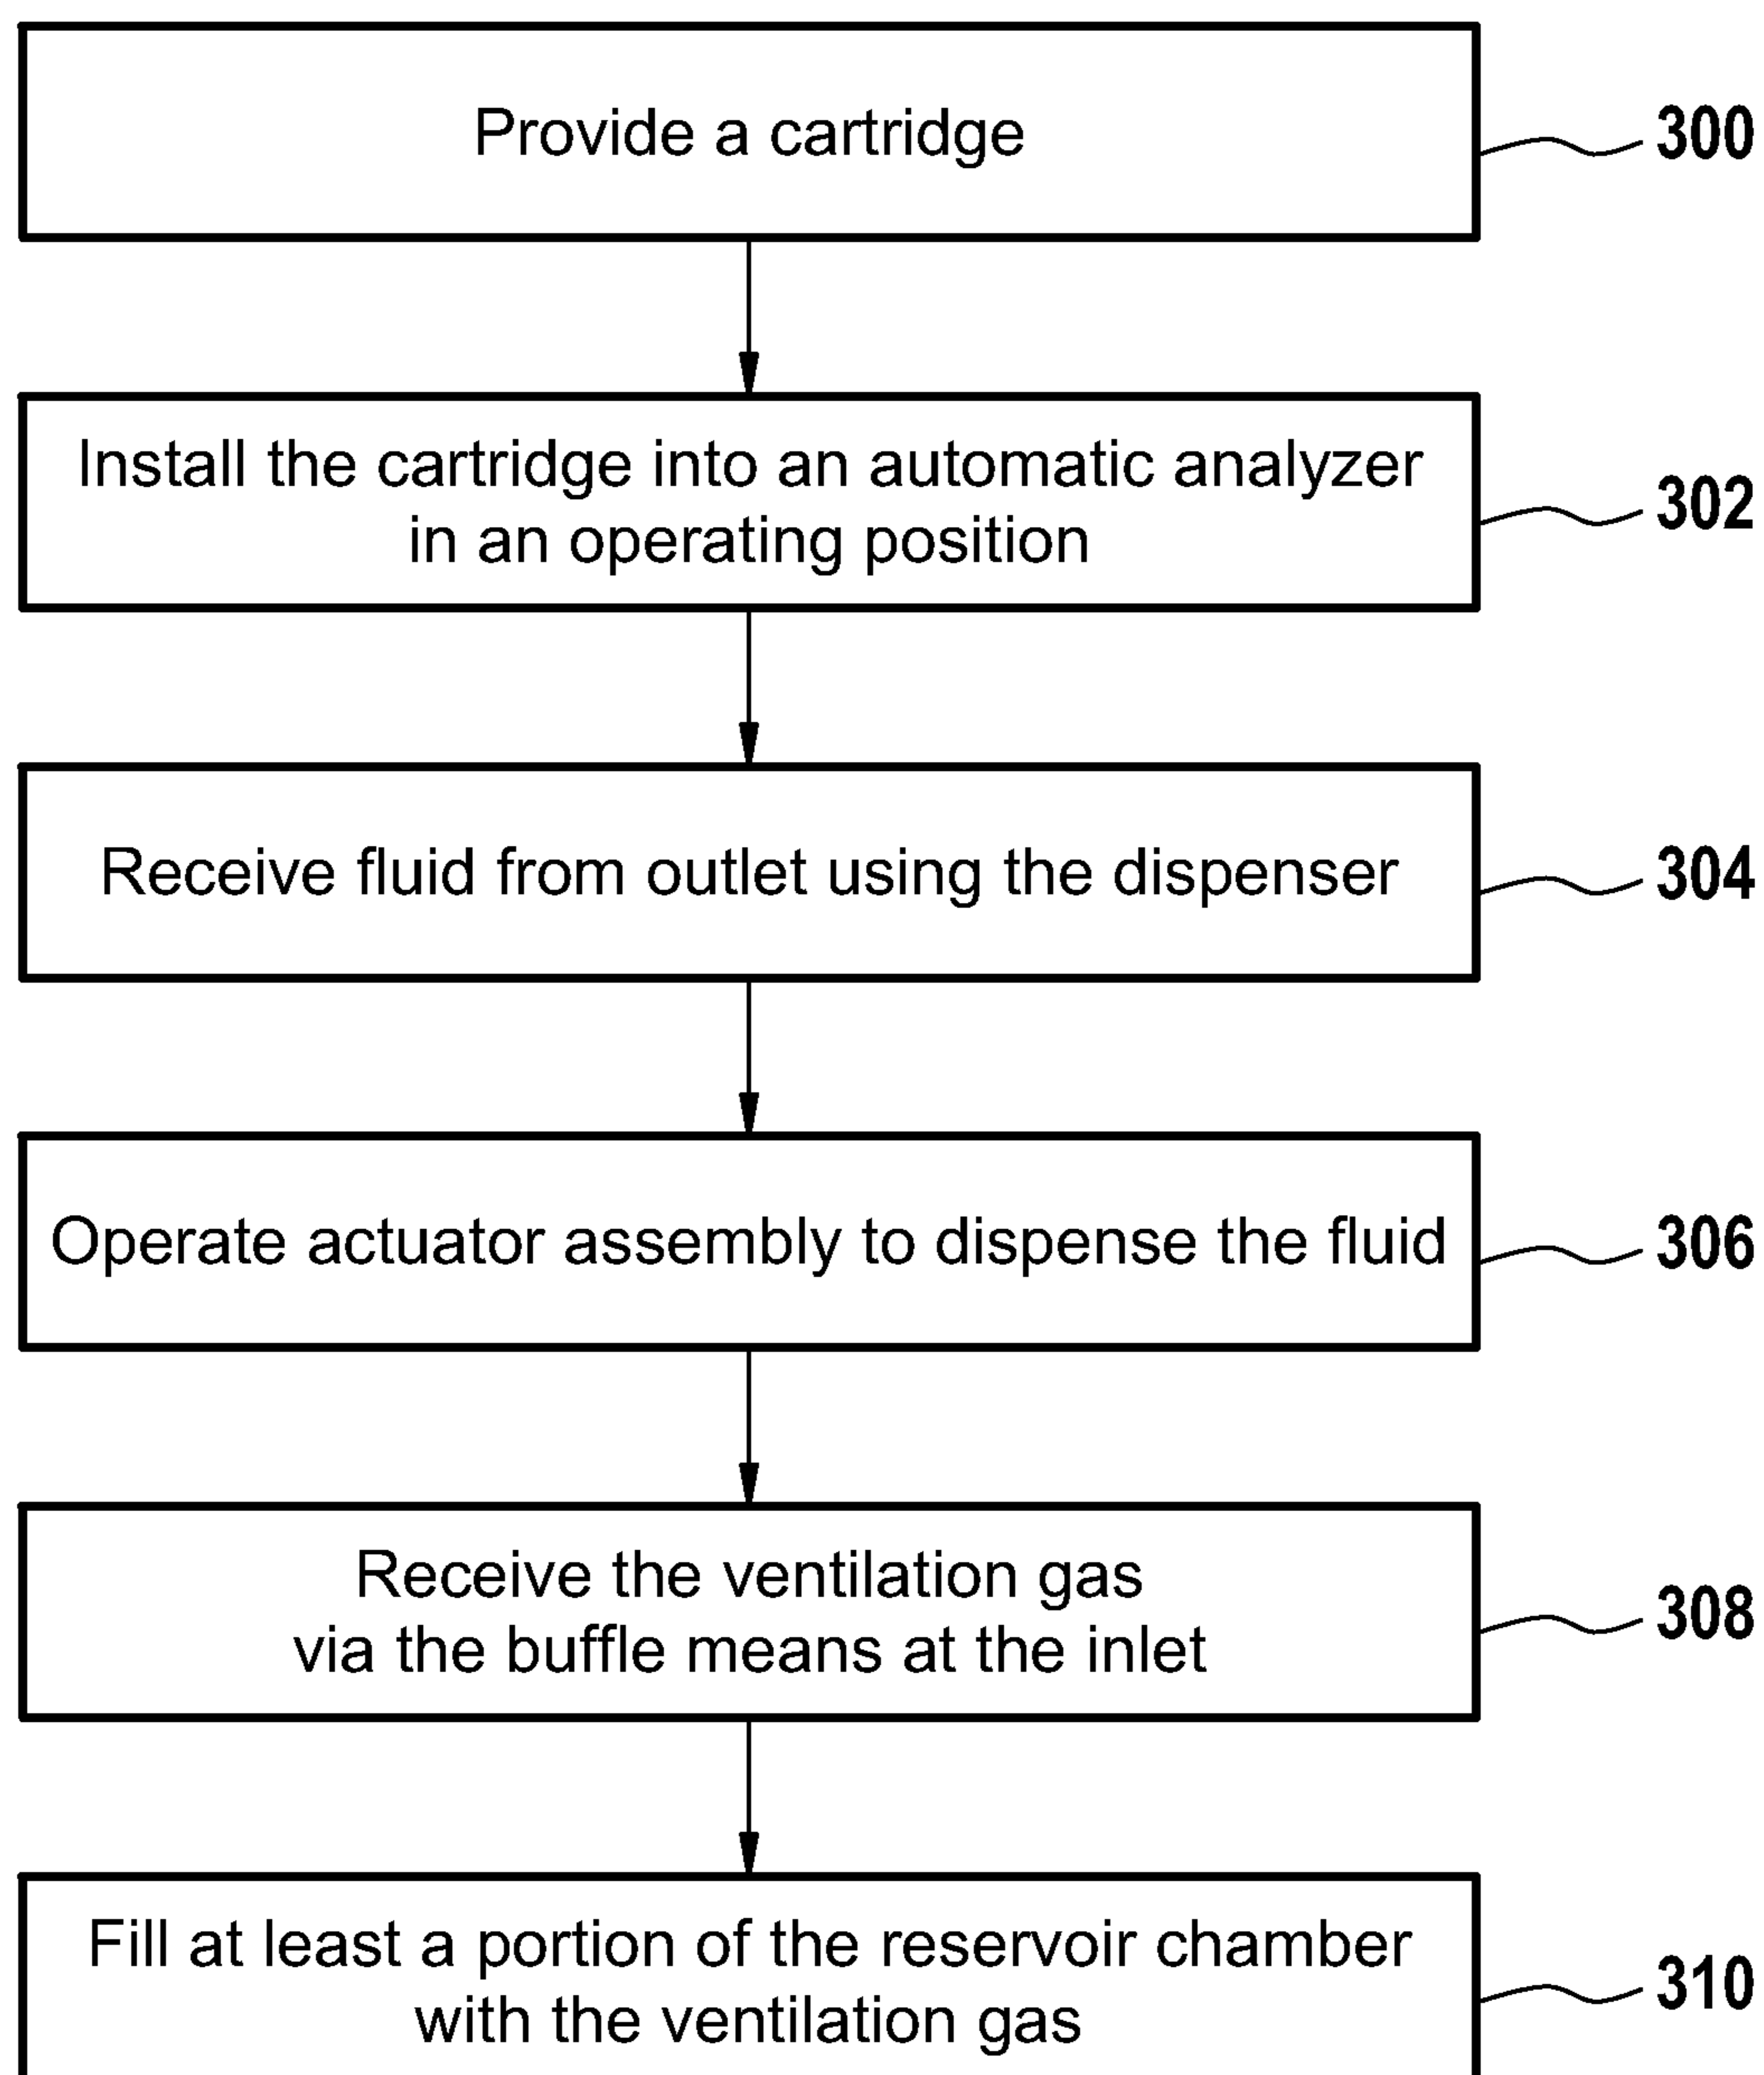 Provide a cartridge
300
Install the cartridge into an automatic analyzer
in an operating position
302
Receive fluid from outlet using the dispenser
304
Operate actuator assembly to dispense the fluid
306
Receive the ventilation gas
via the buffle means at the inlet
308
Fill at least a portion of the reservoir chamber
with the ventilation gas
310